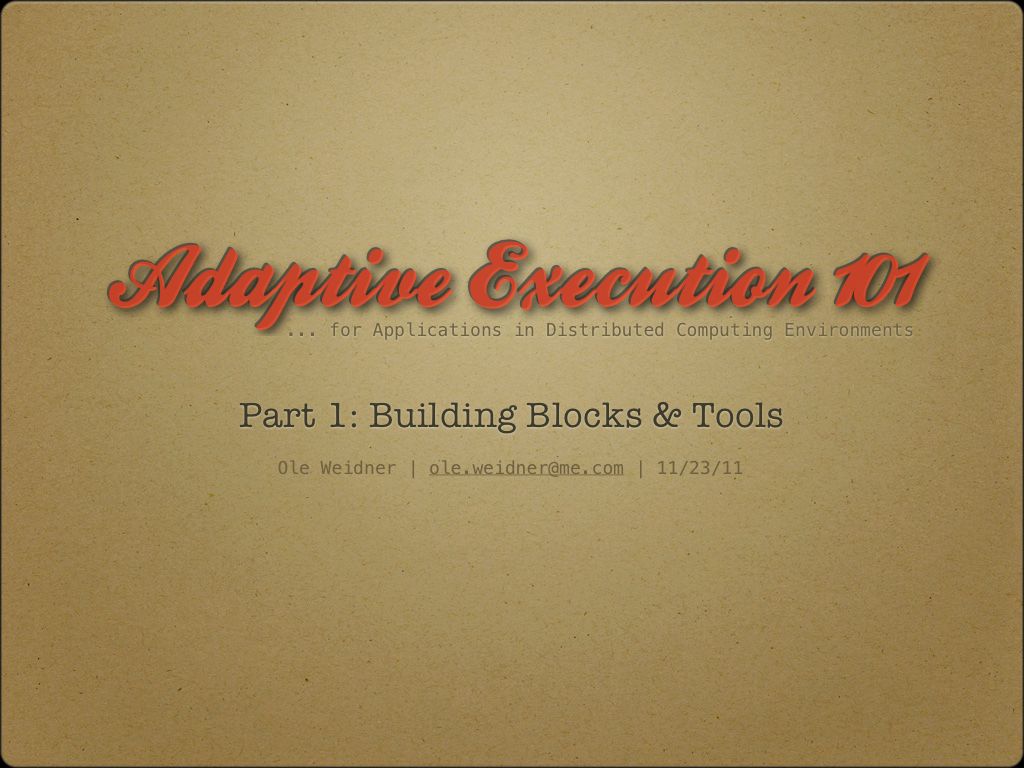 Adaptive Execution 101
... for Applications in Distributed Computing Environments
Part 1: Building Blocks & Tools
Ole Weidner | ole.weidner@me.com | 11/23/11